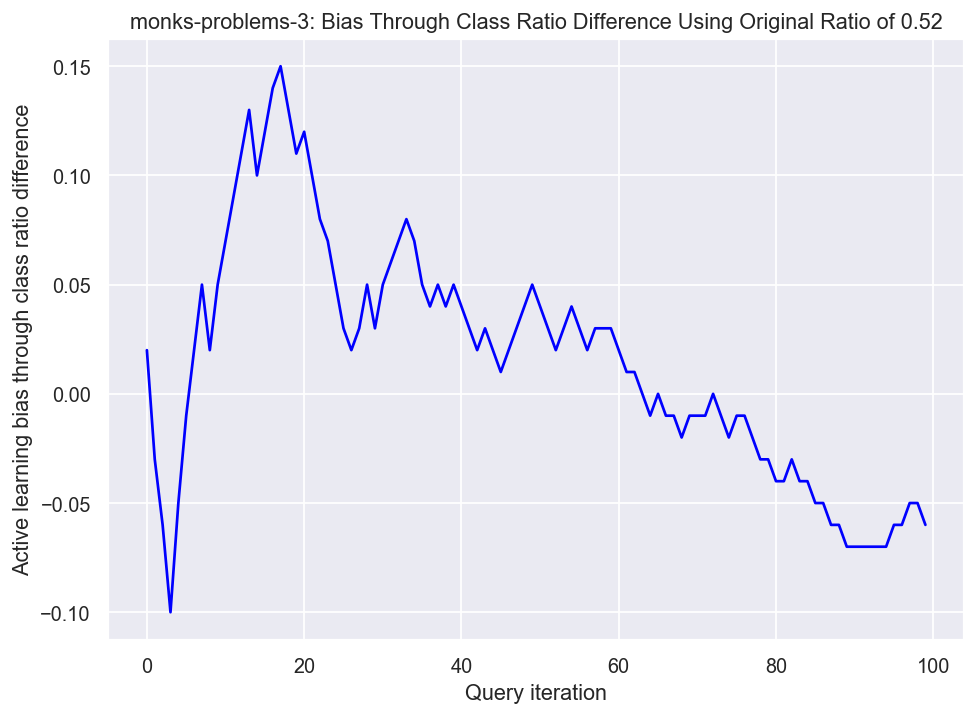 monks-problems-3: Bias Through Class Ratio Difference Using Original Ratio of 0.52
Active learning bias through class ratio difference
0.15
0.10
0.05
0.00
−0.05
−0.10
0 20 40 60 80 100
Query iteration